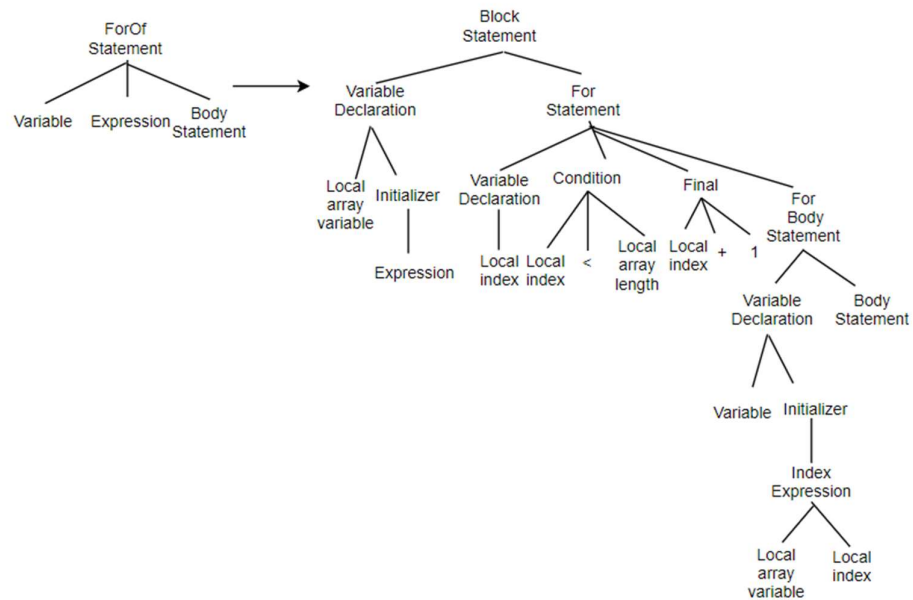 ForOf
Statement
Variable
Expression
Body
Statement
Block
Statement
Variable
Declaration
For
Statement
Local
array
variable
Initializer
Expression
Variable
Declaration
Local
index
Condition
Local
index
<
Local
array
length
Final
Local
index
+
1
For
Body
Statement
Variable
Declaration
Body
Statement
Variable
Initializer
Index
Expression
Local
array
variable
Local
index